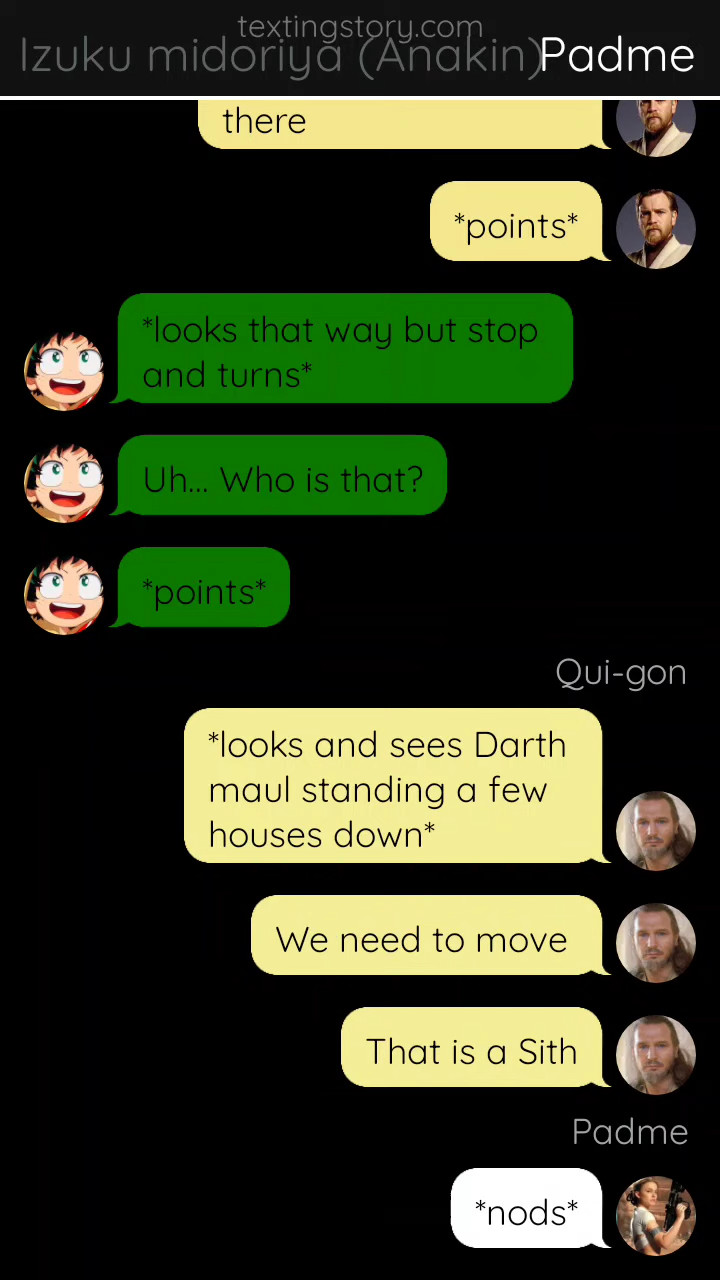 textingstory.com
Izuku midoriya (Anakin) Padme
there
*points*
*looks that way but stop
and turns*
Uh... Who is that?
*points*
Qui-gon
*looks and sees Darth
maul standing a few
houses down*
We need to move
That is a Sith
Padme
*nods*